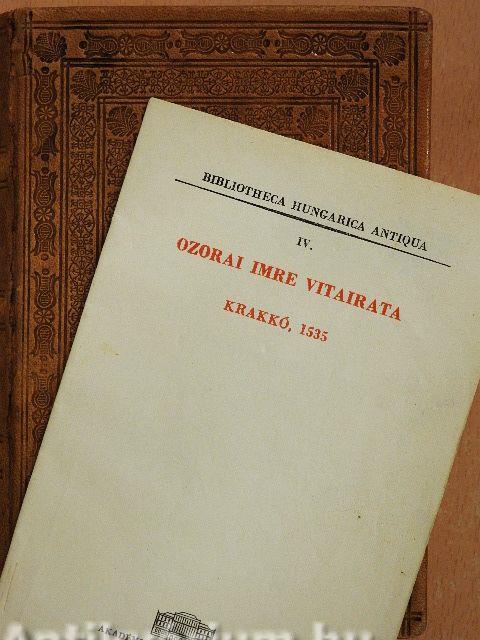 BIBLIOTHECA HUNGARICA ANTIQUA
IV.
OZORAI IMRE VITAIRATA
KRAKKÓ, 1535